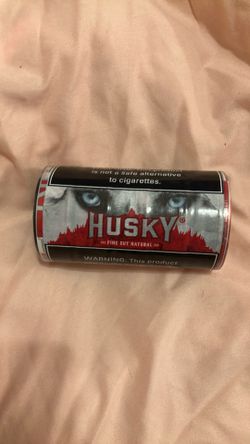 is not a safe alternative
to cigarettes.
HUSKY®
FINE CUT NATURAL
WARNING: This product